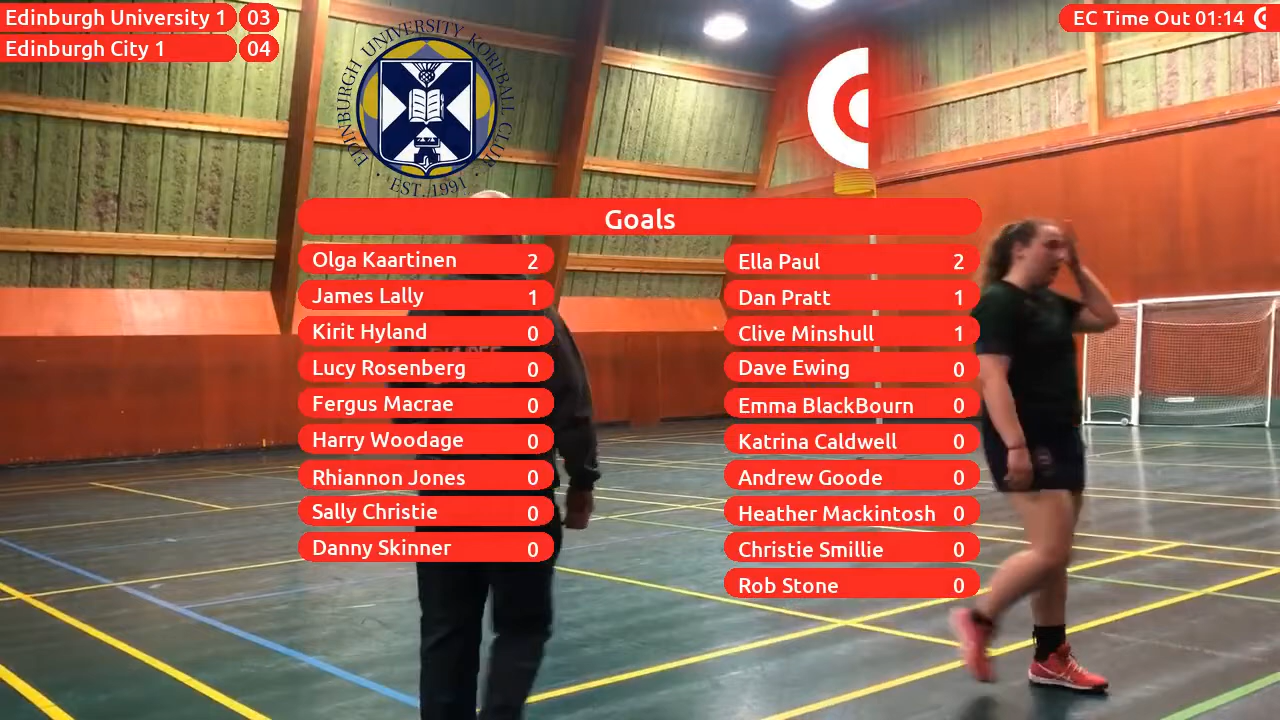 Edinburgh University 1 03
Edinburgh City 1 04
EC Time Out 01:14
EDINBURGH UNIVERSITY KORFBALL CLUB
· EST. 1991 ·
Goals
Olga Kaartinen 2
James Lally 1
Kirit Hyland 0
Lucy Rosenberg 0
Fergus Macrae 0
Harry Woodage 0
Rhiannon Jones 0
Sally Christie 0
Danny Skinner 0
Ella Paul 2
Dan Pratt 1
Clive Minshull 1
Dave Ewing 0
Emma BlackBourn 0
Katrina Caldwell 0
Andrew Goode 0
Heather Mackintosh 0
Christie Smillie 0
Rob Stone 0